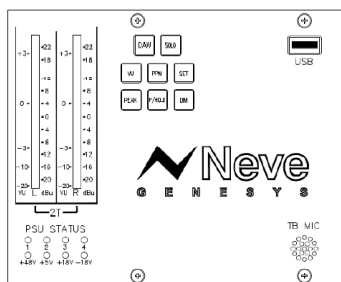 DAW SOLO
VU PPM SET
PEAK P/HOLD DIM
USB
+3 +22 +3 +22
+18 +18
0 0
-3 -3
-10 -10
-20 -20
VU L dBu VU R dBu
2T
PSU STATUS
1 2 3 4
+48V +5V +18V -18V
Neve
GENESYS
TB MIC